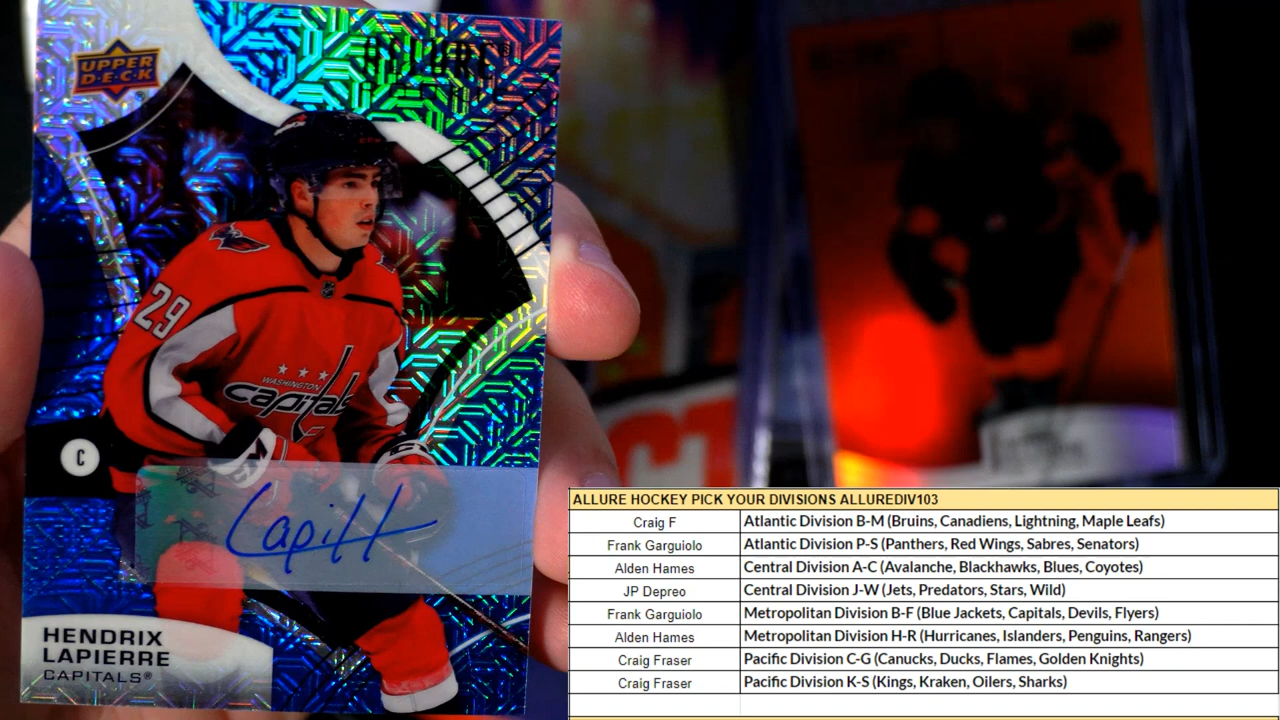 UPPER
DECK
ALLURE
29
WASHINGTON
capitals
C
HENDRIX
LAPIERRE
CAPITALS®
ALLURE HOCKEY PICK YOUR DIVISIONS ALLUREDIV103
Craig F Atlantic Division B-M (Bruins, Canadiens, Lightning, Maple Leafs)
Frank Garguiolo Atlantic Division P-S (Panthers, Red Wings, Sabres, Senators)
Alden Hames Central Division A-C (Avalanche, Blackhawks, Blues, Coyotes)
JP Depreo Central Division J-W (Jets, Predators, Stars, Wild)
Frank Garguiolo Metropolitan Division B-F (Blue Jackets, Capitals, Devils, Flyers)
Alden Hames Metropolitan Division H-R (Hurricanes, Islanders, Penguins, Rangers)
Craig Fraser Pacific Division C-G (Canucks, Ducks, Flames, Golden Knights)
Craig Fraser Pacific Division K-S (Kings, Kraken, Oilers, Sharks)